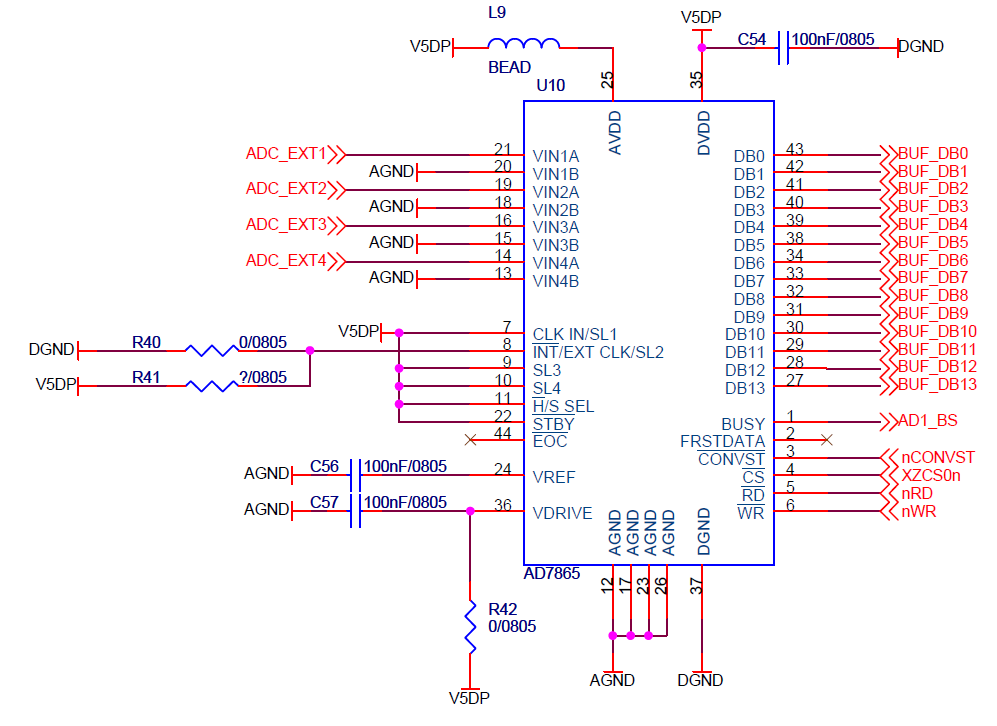 L9
V5DP
BEAD
V5DP
C54 100nF/0805 DGND
U10
25 35
AVDD DVDD
ADC_EXT1 21 VIN1A DB0 43 BUF_DB0
AGND 20 VIN1B DB1 42 BUF_DB1
ADC_EXT2 19 VIN2A DB2 41 BUF_DB2
AGND 18 VIN2B DB3 40 BUF_DB3
ADC_EXT3 16 VIN3A DB4 39 BUF_DB4
AGND 15 VIN3B DB5 38 BUF_DB5
ADC_EXT4 14 VIN4A DB6 34 BUF_DB6
AGND 13 VIN4B DB7 33 BUF_DB7
DB8 32 BUF_DB8
DB9 31 BUF_DB9
V5DP 7 CLK IN/SL1 DB10 30 BUF_DB10
DGND R40 0/0805 8 INT/EXT CLK/SL2 DB11 29 BUF_DB11
9 SL3 DB12 28 BUF_DB12
V5DP R41 ?/0805 10 SL4 DB13 27 BUF_DB13
11 H/S SEL
22 STBY BUSY 1 AD1_BS
44 EOC FRSTDATA 2
CONVST 3 nCONVST
AGND C56 100nF/0805 24 VREF CS 4 XZCS0n
RD 5 nRD
AGND C57 100nF/0805 36 VDRIVE WR 6 nWR
AGND AGND AGND AGND DGND
AD7865
12 17 23 26 37
R42
0/0805
AGND DGND
V5DP